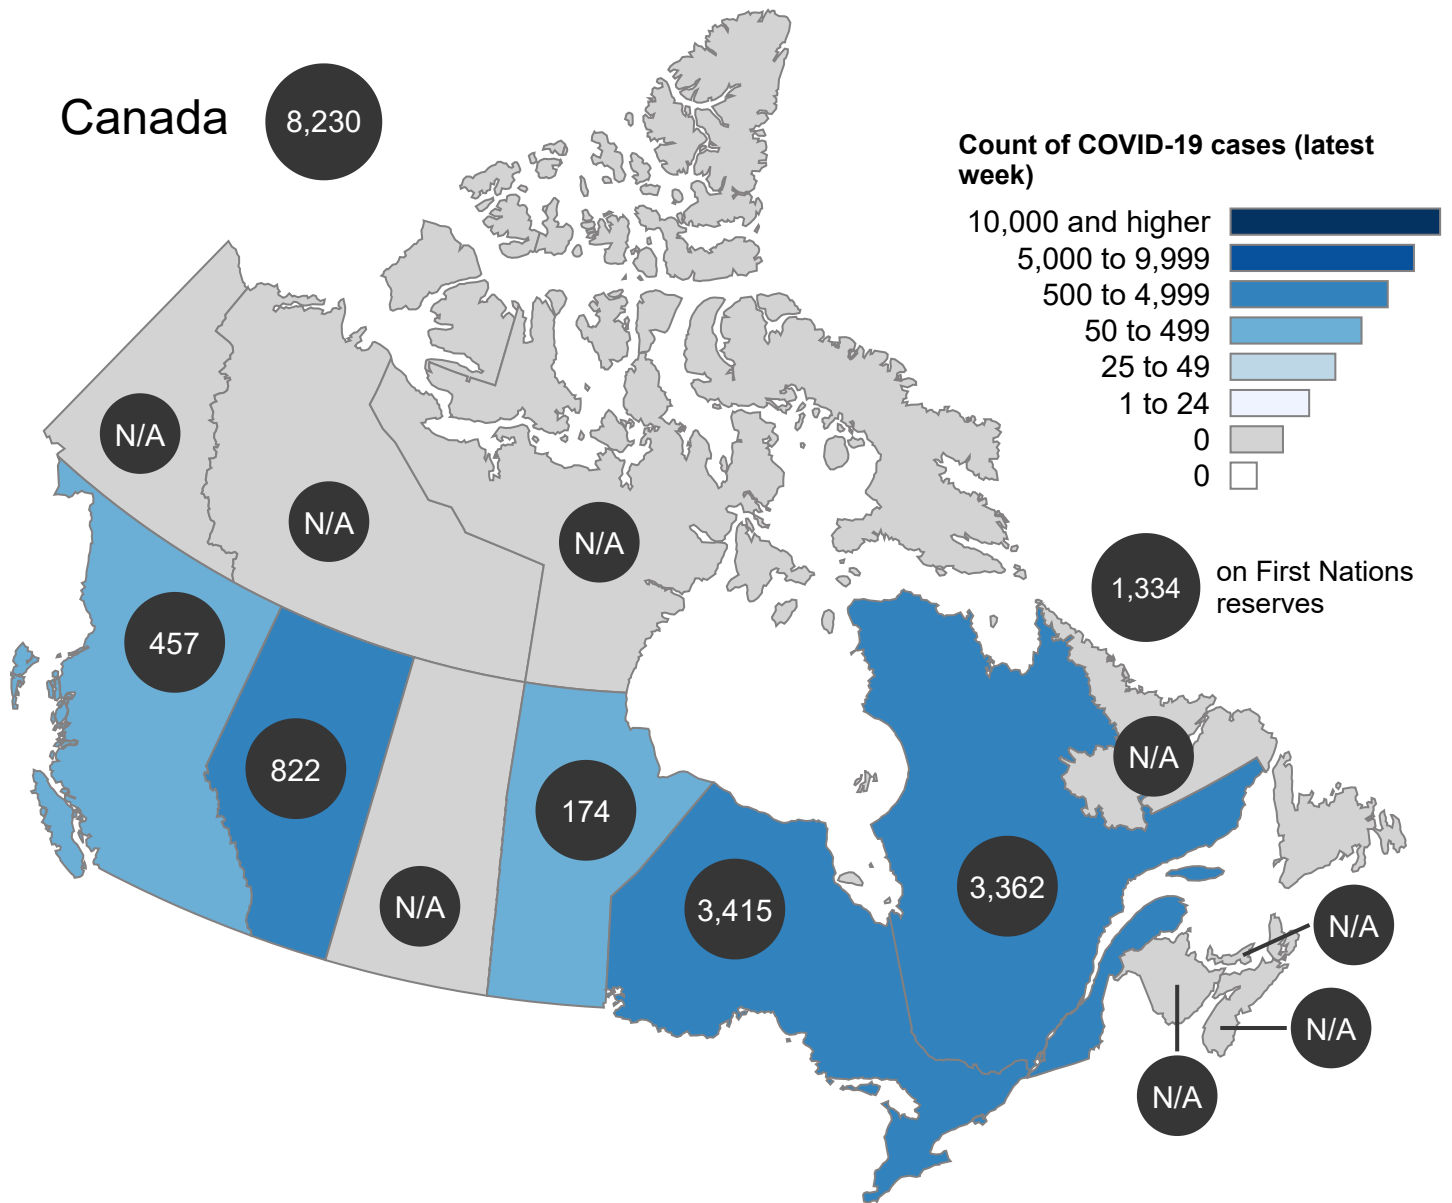 Canada
8,230
Count of COVID-19 cases (latest
week)
10,000 and higher
5,000 to 9,999
500 to 4,999
50 to 499
25 to 49
1 to 24
0
0
N/A
N/A
N/A
1,334
on First Nations
reserves
457
822
N/A
174
N/A
3,415
3,362
N/A
N/A
N/A
N/A